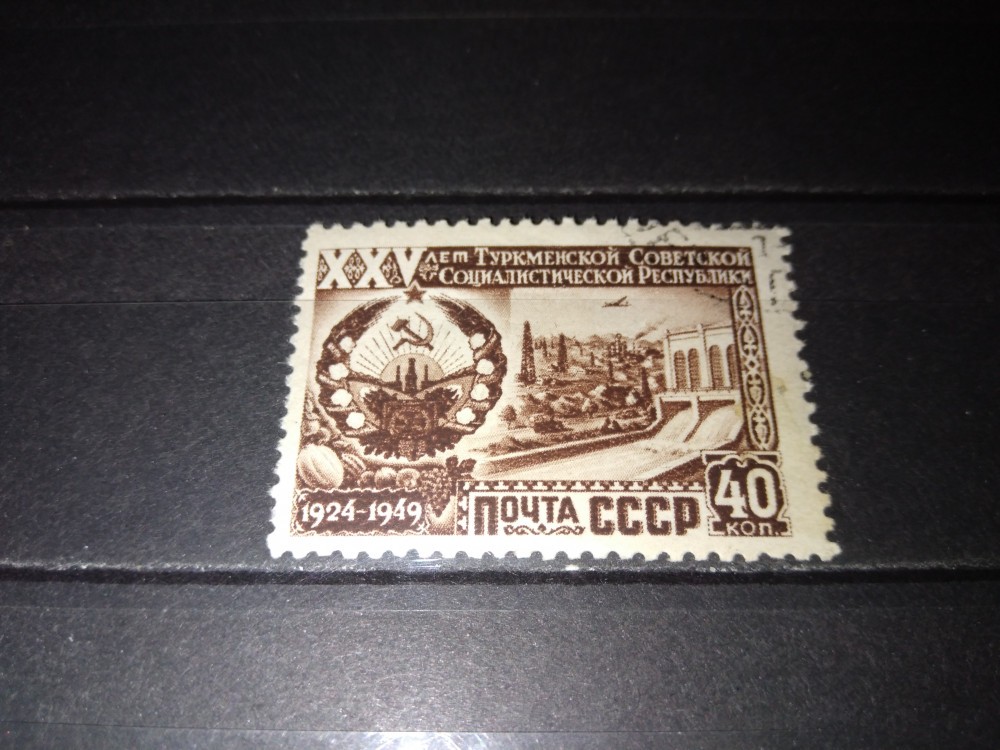 XXV лет Туркменской Советской
Социалистической Республики
1924-1949
Почта СССР
40
коп.